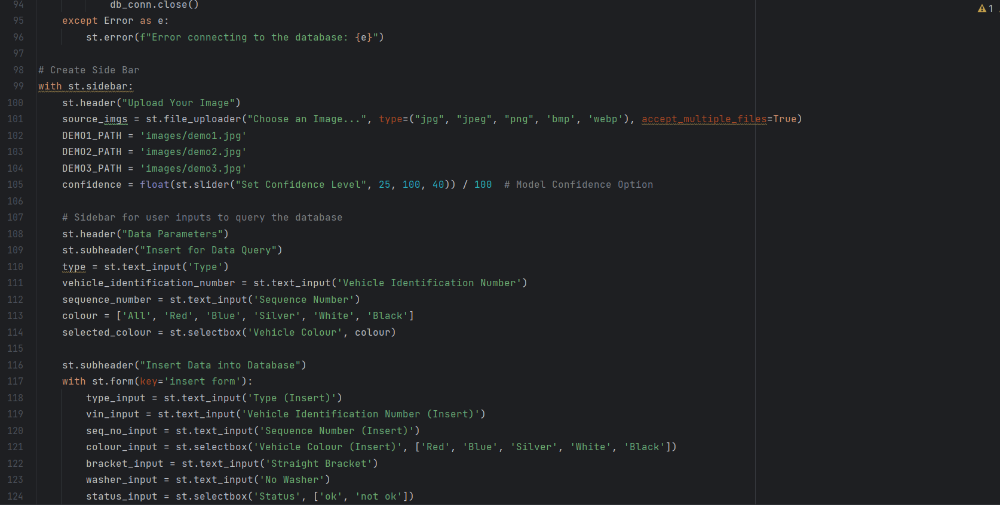 94 db_conn.close()
95 except Error as e:
96 st.error(f"Error connecting to the database: {e}")
97
98 # Create Side Bar
99 with st.sidebar:
100 st.header("Upload Your Image")
101 source_imgs = st.file_uploader("Choose an Image...", type=("jpg", "jpeg", "png", 'bmp', 'webp'), accept_multiple_files=True)
102 DEMO1_PATH = 'images/demo1.jpg'
103 DEMO2_PATH = 'images/demo2.jpg'
104 DEMO3_PATH = 'images/demo3.jpg'
105 confidence = float(st.slider("Set Confidence Level", 25, 100, 40)) / 100  # Model Confidence Option
106
107 # Sidebar for user inputs to query the database
108 st.header("Data Parameters")
109 st.subheader("Insert for Data Query")
110 type = st.text_input('Type')
111 vehicle_identification_number = st.text_input('Vehicle Identification Number')
112 sequence_number = st.text_input('Sequence Number')
113 colour = ['All', 'Red', 'Blue', 'Silver', 'White', 'Black']
114 selected_colour = st.selectbox('Vehicle Colour', colour)
115
116 st.subheader("Insert Data into Database")
117 with st.form(key='insert form'):
118 type_input = st.text_input('Type (Insert)')
119 vin_input = st.text_input('Vehicle Identification Number (Insert)')
120 seq_no_input = st.text_input('Sequence Number (Insert)')
121 colour_input = st.selectbox('Vehicle Colour (Insert)', ['Red', 'Blue', 'Silver', 'White', 'Black'])
122 bracket_input = st.text_input('Straight Bracket')
123 washer_input = st.text_input('No Washer')
124 status_input = st.selectbox('Status', ['ok', 'not ok'])
1